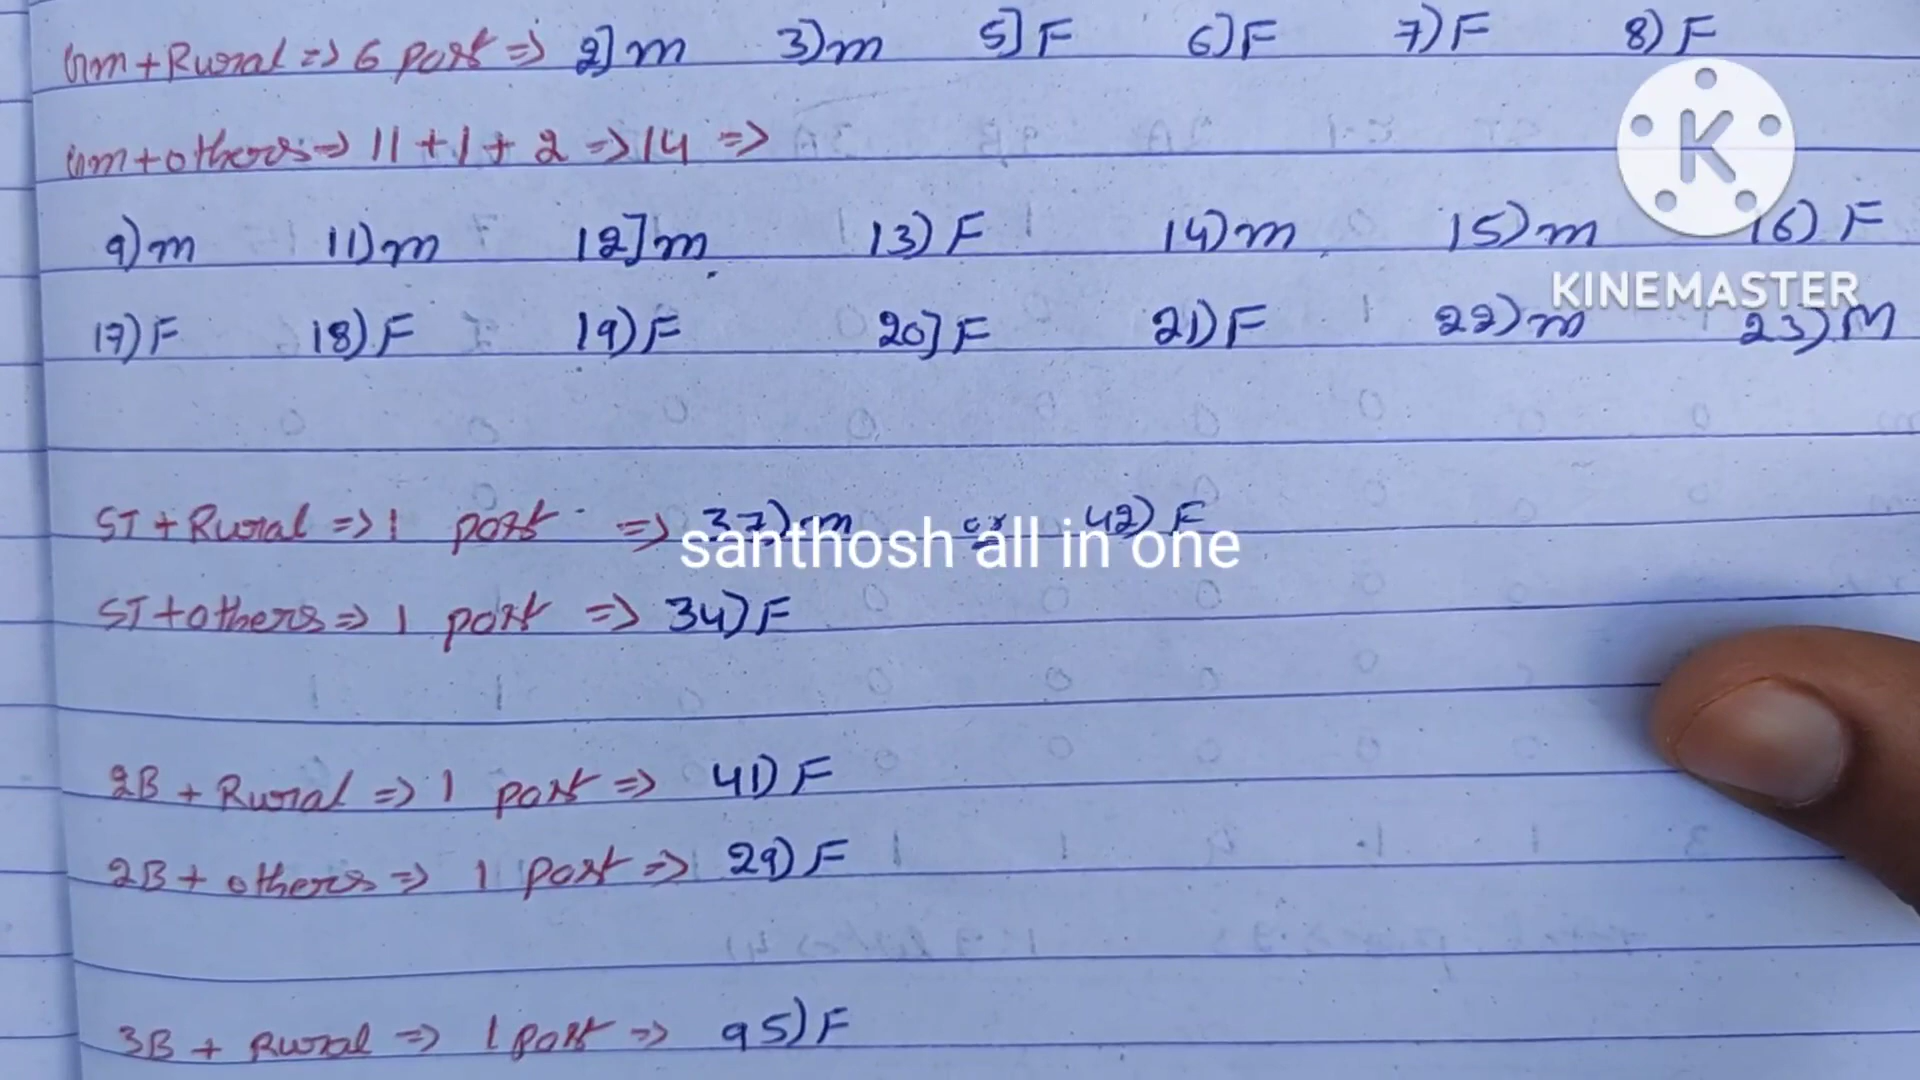 Gm + Rural => 6 post => 2] m 3) m 5] F 6) F 7) F 8) F
Gm + others => 11 + 1 + 2 => 14 =>
9) m 11) m 12] m 13) F 14) m 15) m 16) F
17) F 18) F 19) F 20] F 21) F 22) m 23) M
KINEMASTER
ST + Rural => 1 post => 37) m or 42) F
santhosh all in one
ST + others => 1 post => 34) F
2B + Rural => 1 post => 41) F
2B + others => 1 post => 29) F
3B + Rural => 1 post => 95) F